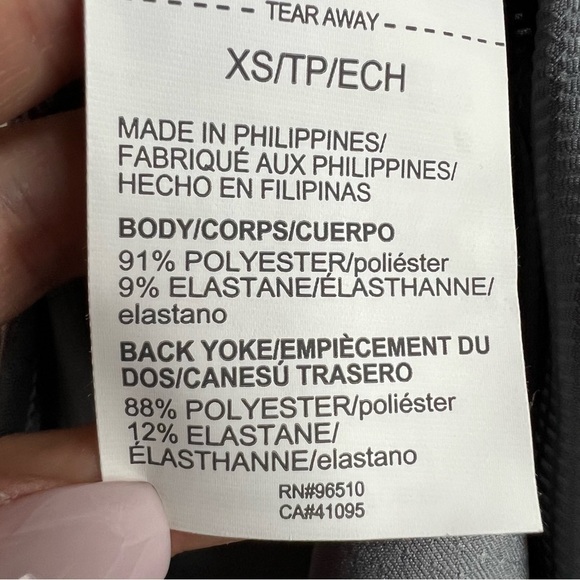 TEAR AWAY
XS/TP/ECH
MADE IN PHILIPPINES/
FABRIQUÉ AUX PHILIPPINES/
HECHO EN FILIPINAS
BODY/CORPS/CUERPO
91% POLYESTER/poliéster
9% ELASTANE/ÉLASTHANNE/
elastano
BACK YOKE/EMPIÈCEMENT DU
DOS/CANESÚ TRASERO
88% POLYESTER/poliéster
12% ELASTANE/
ÉLASTHANNE/elastano
RN#96510
CA#41095